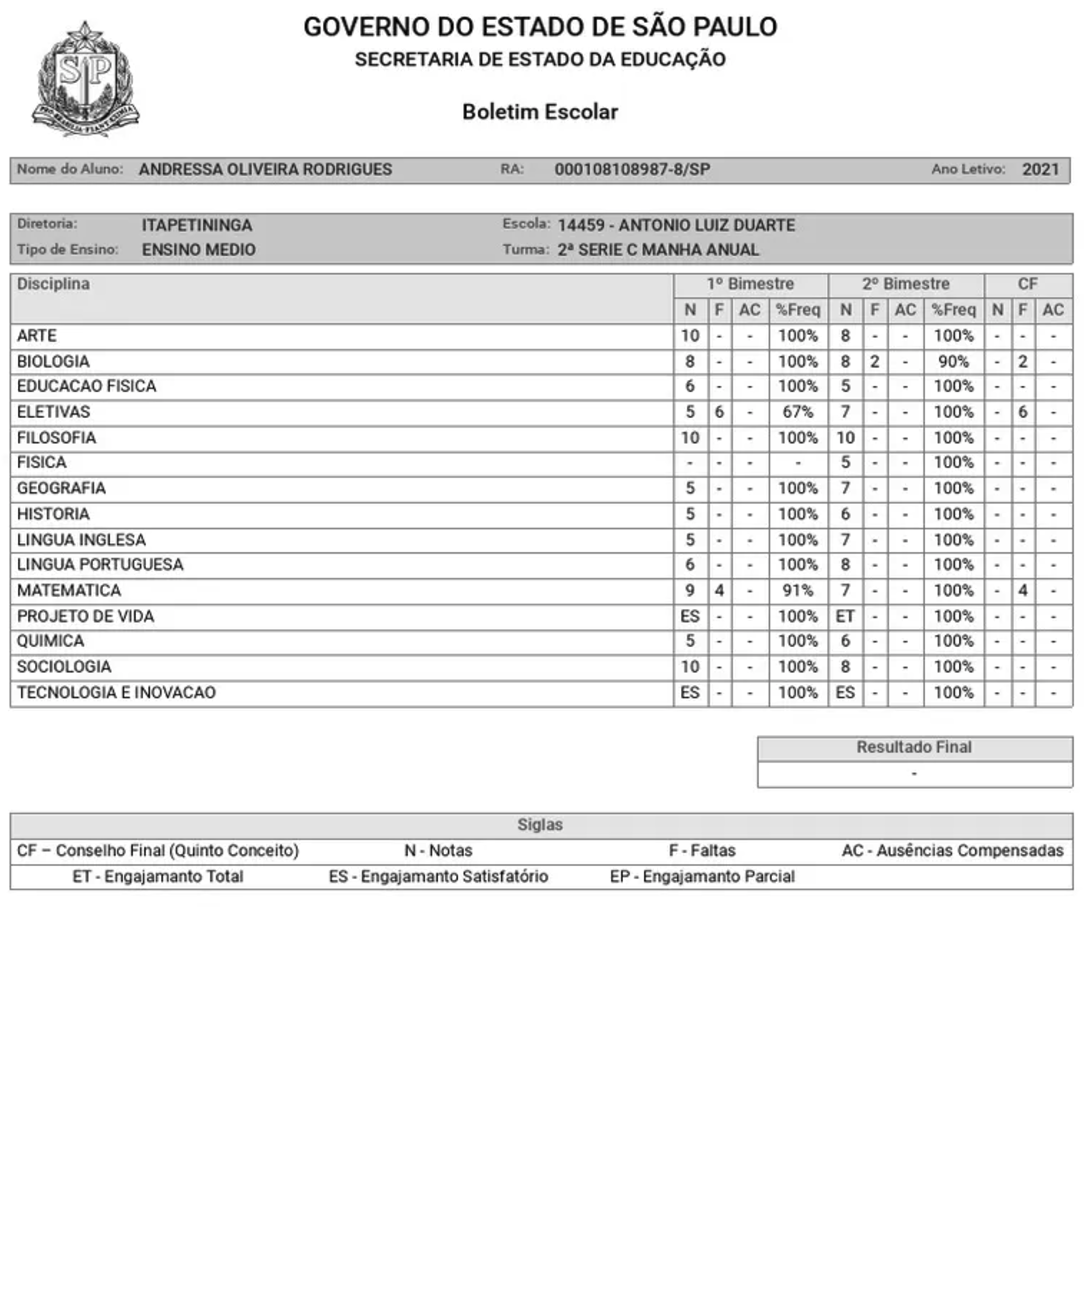 GOVERNO DO ESTADO DE SÃO PAULO
SECRETARIA DE ESTADO DA EDUCAÇÃO
Boletim Escolar
SP
PRO BRASILIA FIANT EXIMIA
Nome do Aluno: ANDRESSA OLIVEIRA RODRIGUES RA: 000108108987-8/SP Ano Letivo: 2021
Diretoria: ITAPETININGA Escola: 14459 - ANTONIO LUIZ DUARTE
Tipo de Ensino: ENSINO MEDIO Turma: 2ª SERIE C MANHA ANUAL
Disciplina 1º Bimestre 2º Bimestre CF
N F AC %Freq N F AC %Freq N F AC
ARTE 10 - - 100% 8 - - 100% - - -
BIOLOGIA 8 - - 100% 8 2 - 90% - 2 -
EDUCACAO FISICA 6 - - 100% 5 - - 100% - - -
ELETIVAS 5 6 - 67% 7 - - 100% - 6 -
FILOSOFIA 10 - - 100% 10 - - 100% - - -
FISICA - - - - 5 - - 100% - - -
GEOGRAFIA 5 - - 100% 7 - - 100% - - -
HISTORIA 5 - - 100% 6 - - 100% - - -
LINGUA INGLESA 5 - - 100% 7 - - 100% - - -
LINGUA PORTUGUESA 6 - - 100% 8 - - 100% - - -
MATEMATICA 9 4 - 91% 7 - - 100% - 4 -
PROJETO DE VIDA ES - - 100% ET - - 100% - - -
QUIMICA 5 - - 100% 6 - - 100% - - -
SOCIOLOGIA 10 - - 100% 8 - - 100% - - -
TECNOLOGIA E INOVACAO ES - - 100% ES - - 100% - - -
Resultado Final
-
Siglas
CF – Conselho Final (Quinto Conceito) N - Notas F - Faltas AC - Ausências Compensadas
ET - Engajamanto Total ES - Engajamanto Satisfatório EP - Engajamanto Parcial